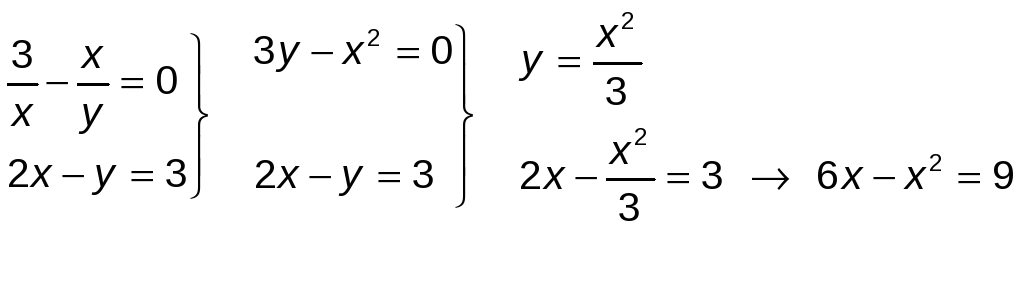 3/x − x/y = 0 } 3y − x² = 0 } y = x²/3
2x − y = 3 2x − y = 3 2x − x²/3 = 3 → 6x − x² = 9